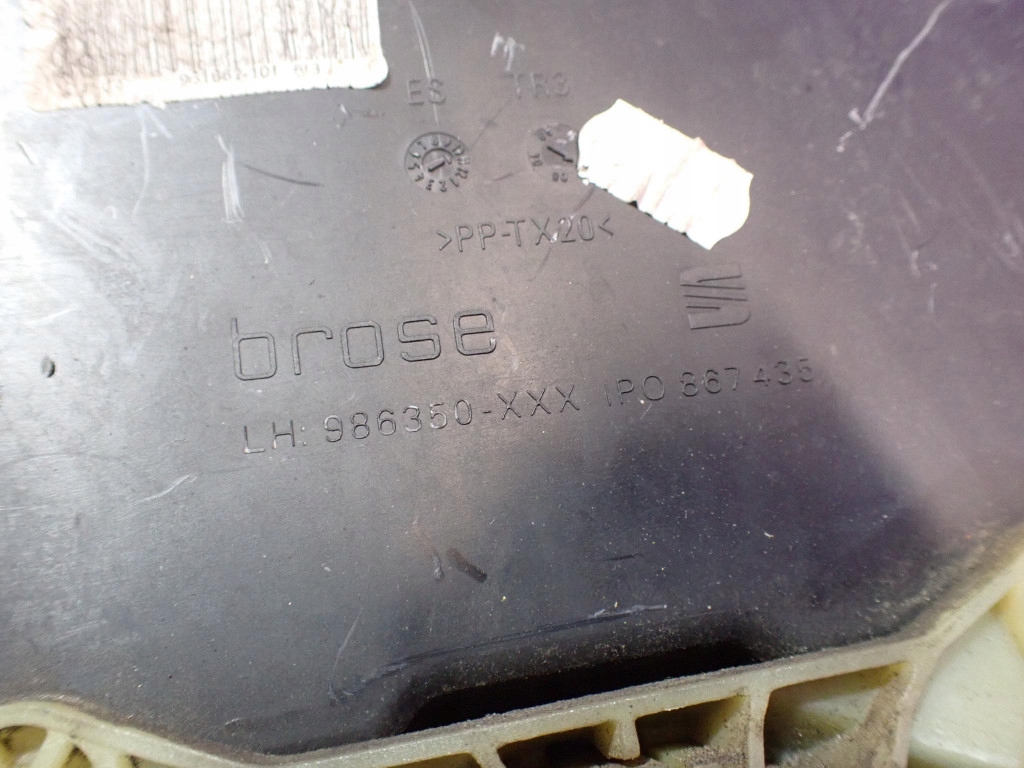 ES TR3
>PP-TX20<
brose
LH: 986350-XXX 1P0 867 435